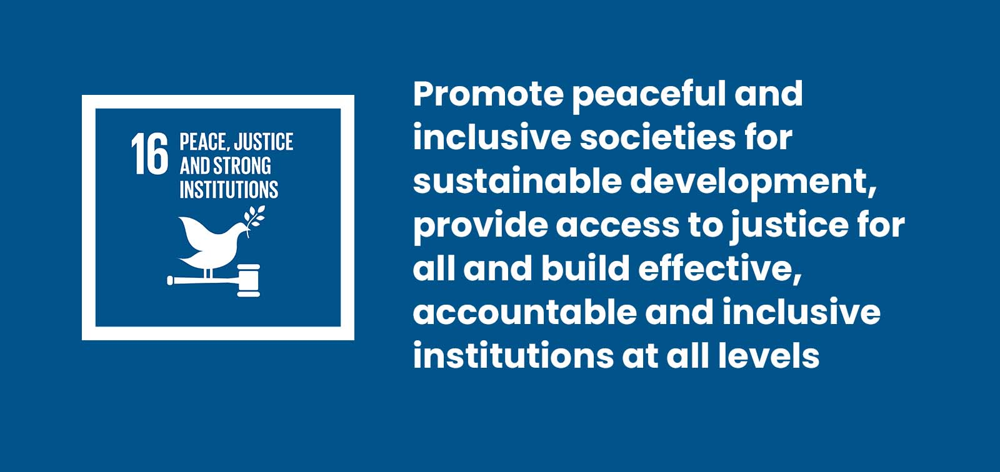 16 PEACE, JUSTICE
AND STRONG
INSTITUTIONS
Promote peaceful and
inclusive societies for
sustainable development,
provide access to justice for
all and build effective,
accountable and inclusive
institutions at all levels